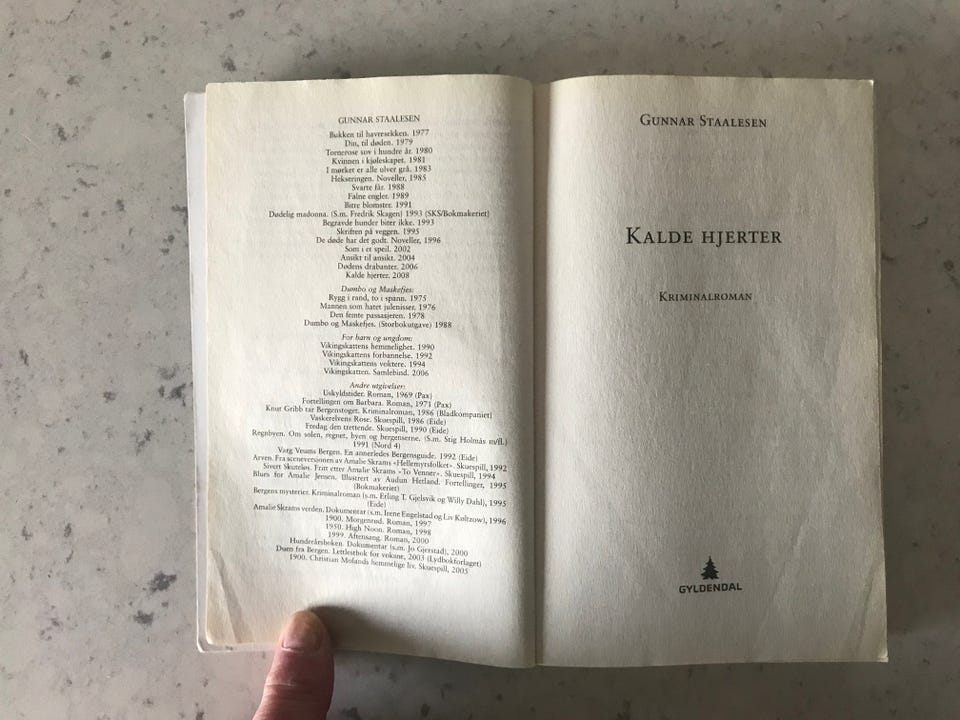 GUNNAR STAALESEN
Bukken til havresekken. 1977
Din, til døden. 1979
Tornerose sov i hundre år. 1980
Kvinnen i kjøleskapet. 1981
I mørket er alle ulver grå. 1983
Hekseringen. Noveller, 1985
Svarte får. 1988
Falne engler. 1989
Bitre blomster. 1991
Dødelig madonna. (S.m. Fredrik Skagen) 1993 (SKS/Bokmakeriet)
Begravde hunder biter ikke. 1993
Skriften på veggen. 1995
De døde har det godt. Noveller, 1996
Som i et speil. 2002
Ansikt til ansikt. 2004
Dødens drabanter. 2006
Kalde hjerter. 2008
Dumbo og Maskefjes:
Rygg i rand, to i spann. 1975
Mannen som hatet julenisser. 1976
Den femte passasjeren. 1978
Dumbo og Maskefjes. (Storbokutgave) 1988
For barn og ungdom:
Vikingskattens hemmelighet. 1990
Vikingskattens forbannelse. 1992
Vikingskattens voktere. 1994
Vikingskatten. Samlebind. 2006
Andre utgivelser:
Uskyldstider. Roman, 1969 (Pax)
Fortellingen om Barbara. Roman, 1971 (Pax)
Knut Gribb tar Bergenstoget. Kriminalroman, 1986 (Bladkompaniet)
Vaskerelvens Rose. Skuespill, 1986 (Eide)
Fredag den trettende. Skuespill, 1990 (Eide)
Regnbyen. Om solen, regnet, byen og bergenserne. (S.m. Stig Holmås m/fl.)
1991 (Nord 4)
Varg Veums Bergen. En annerledes Bergensguide. 1992 (Eide)
Arven. Fra sceneversjonen av Amalie Skrams «Hellemyrsfolket». Skuespill, 1992
Sivert Skuteløs. Fritt etter Amalie Skrams «To Venner». Skuespill, 1994
Blues for Amalie Jensen. Illustrert av Audun Hetland. Fortellinger, 1995
(Bokmakeriet)
Bergens mysterier. Kriminalroman (s.m. Erling T. Gjelsvik og Willy Dahl), 1995
(Eide)
Amalie Skrams verden. Dokumentar (s.m. Irene Engelstad og Liv Køltzow), 1996
1900. Morgenrød. Roman, 1997
1950. High Noon. Roman, 1998
1999. Aftensang. Roman, 2000
Hundreårsboken. Dokumentar (s.m. Jo Gjerstad), 2000
Dum fra Bergen. Lettlestbok for voksne, 2003 (Lydbokforlaget)
1900. Christian Molands hemmelige liv. Skuespill, 2005
GUNNAR STAALESEN
KALDE HJERTER
KRIMINALROMAN
GYLDENDAL